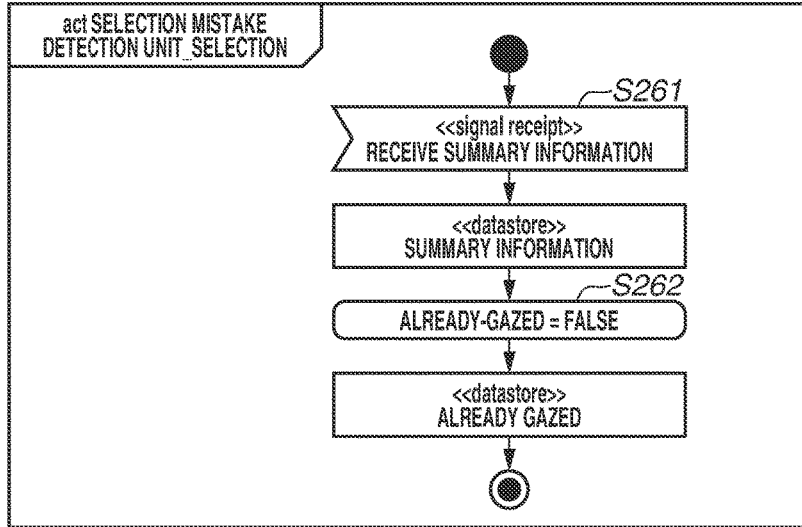 act SELECTION MISTAKE
DETECTION UNIT_SELECTION
S261
<<signal receipt>>
RECEIVE SUMMARY INFORMATION
<<datastore>>
SUMMARY INFORMATION
S262
ALREADY-GAZED = FALSE
<<datastore>>
ALREADY GAZED